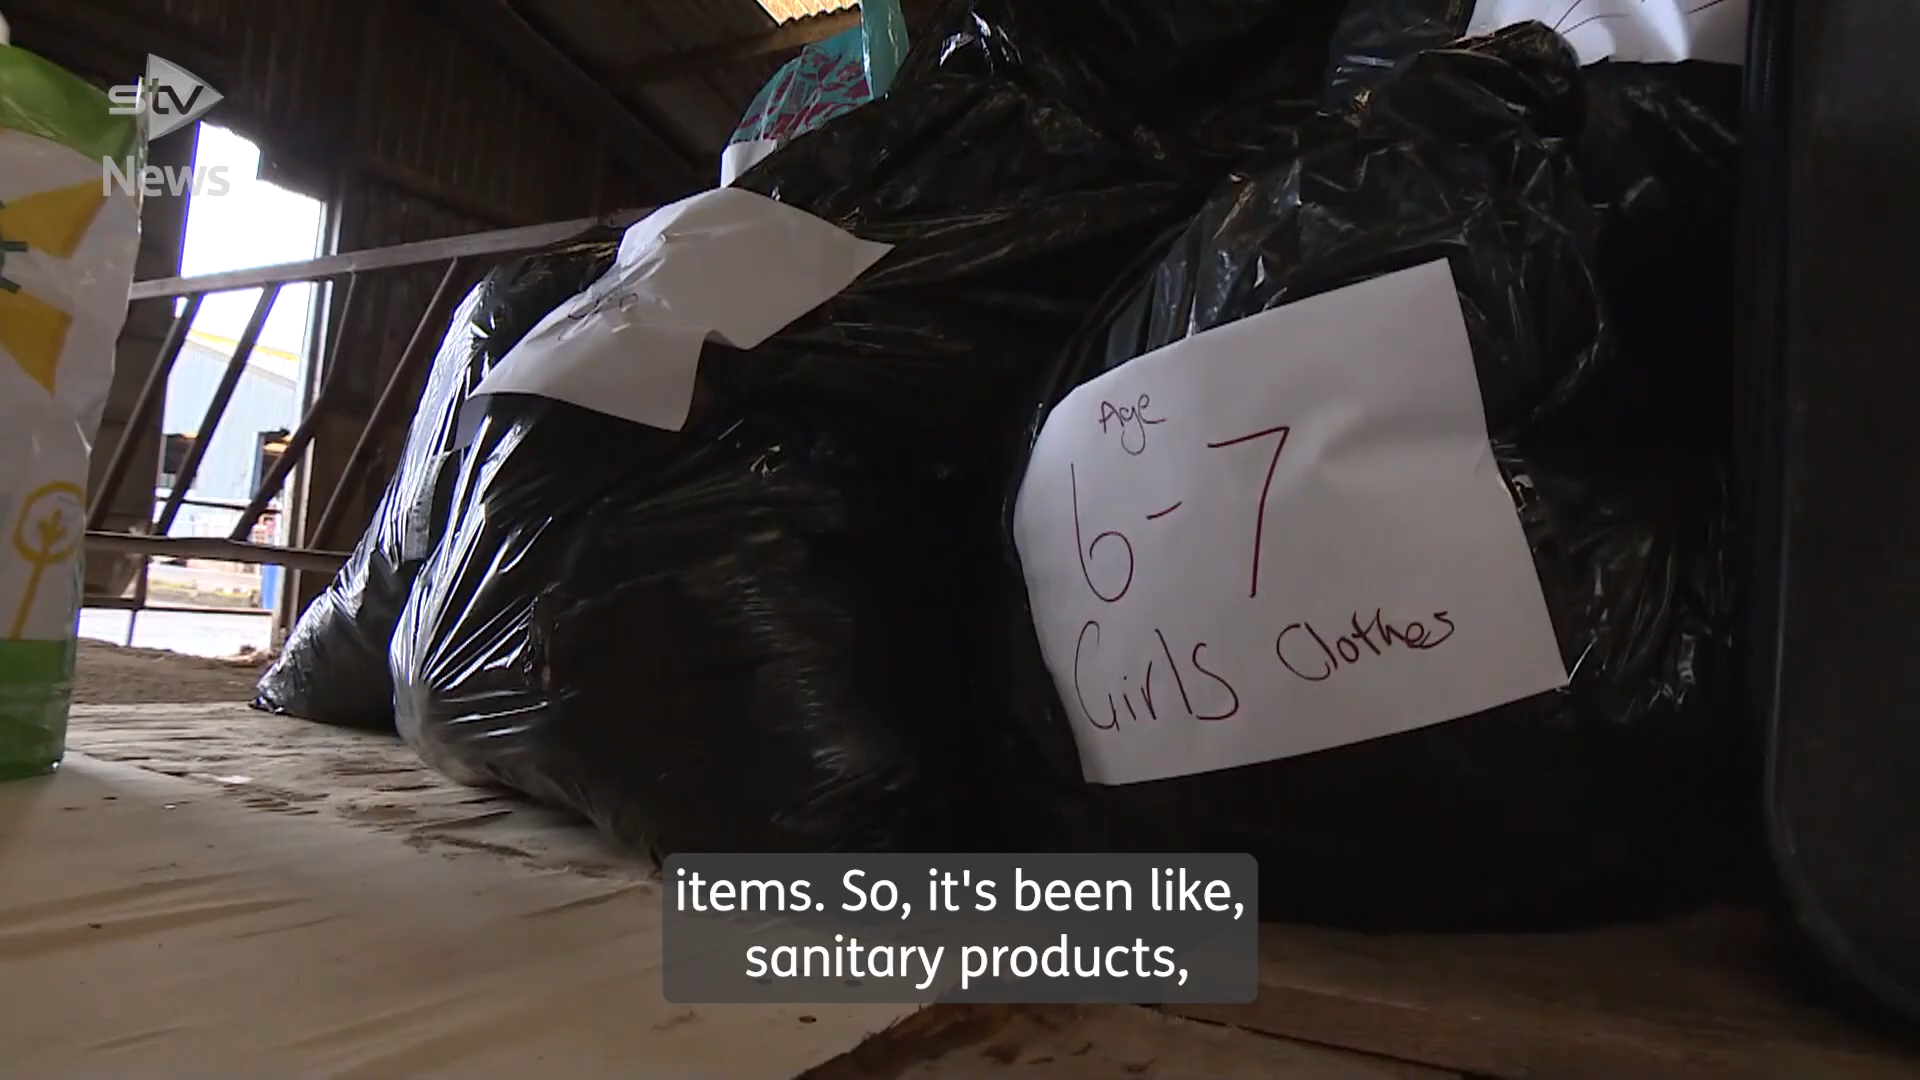 stv
News
Age
6-7
Girls Clothes
items. So, it's been like,
sanitary products,